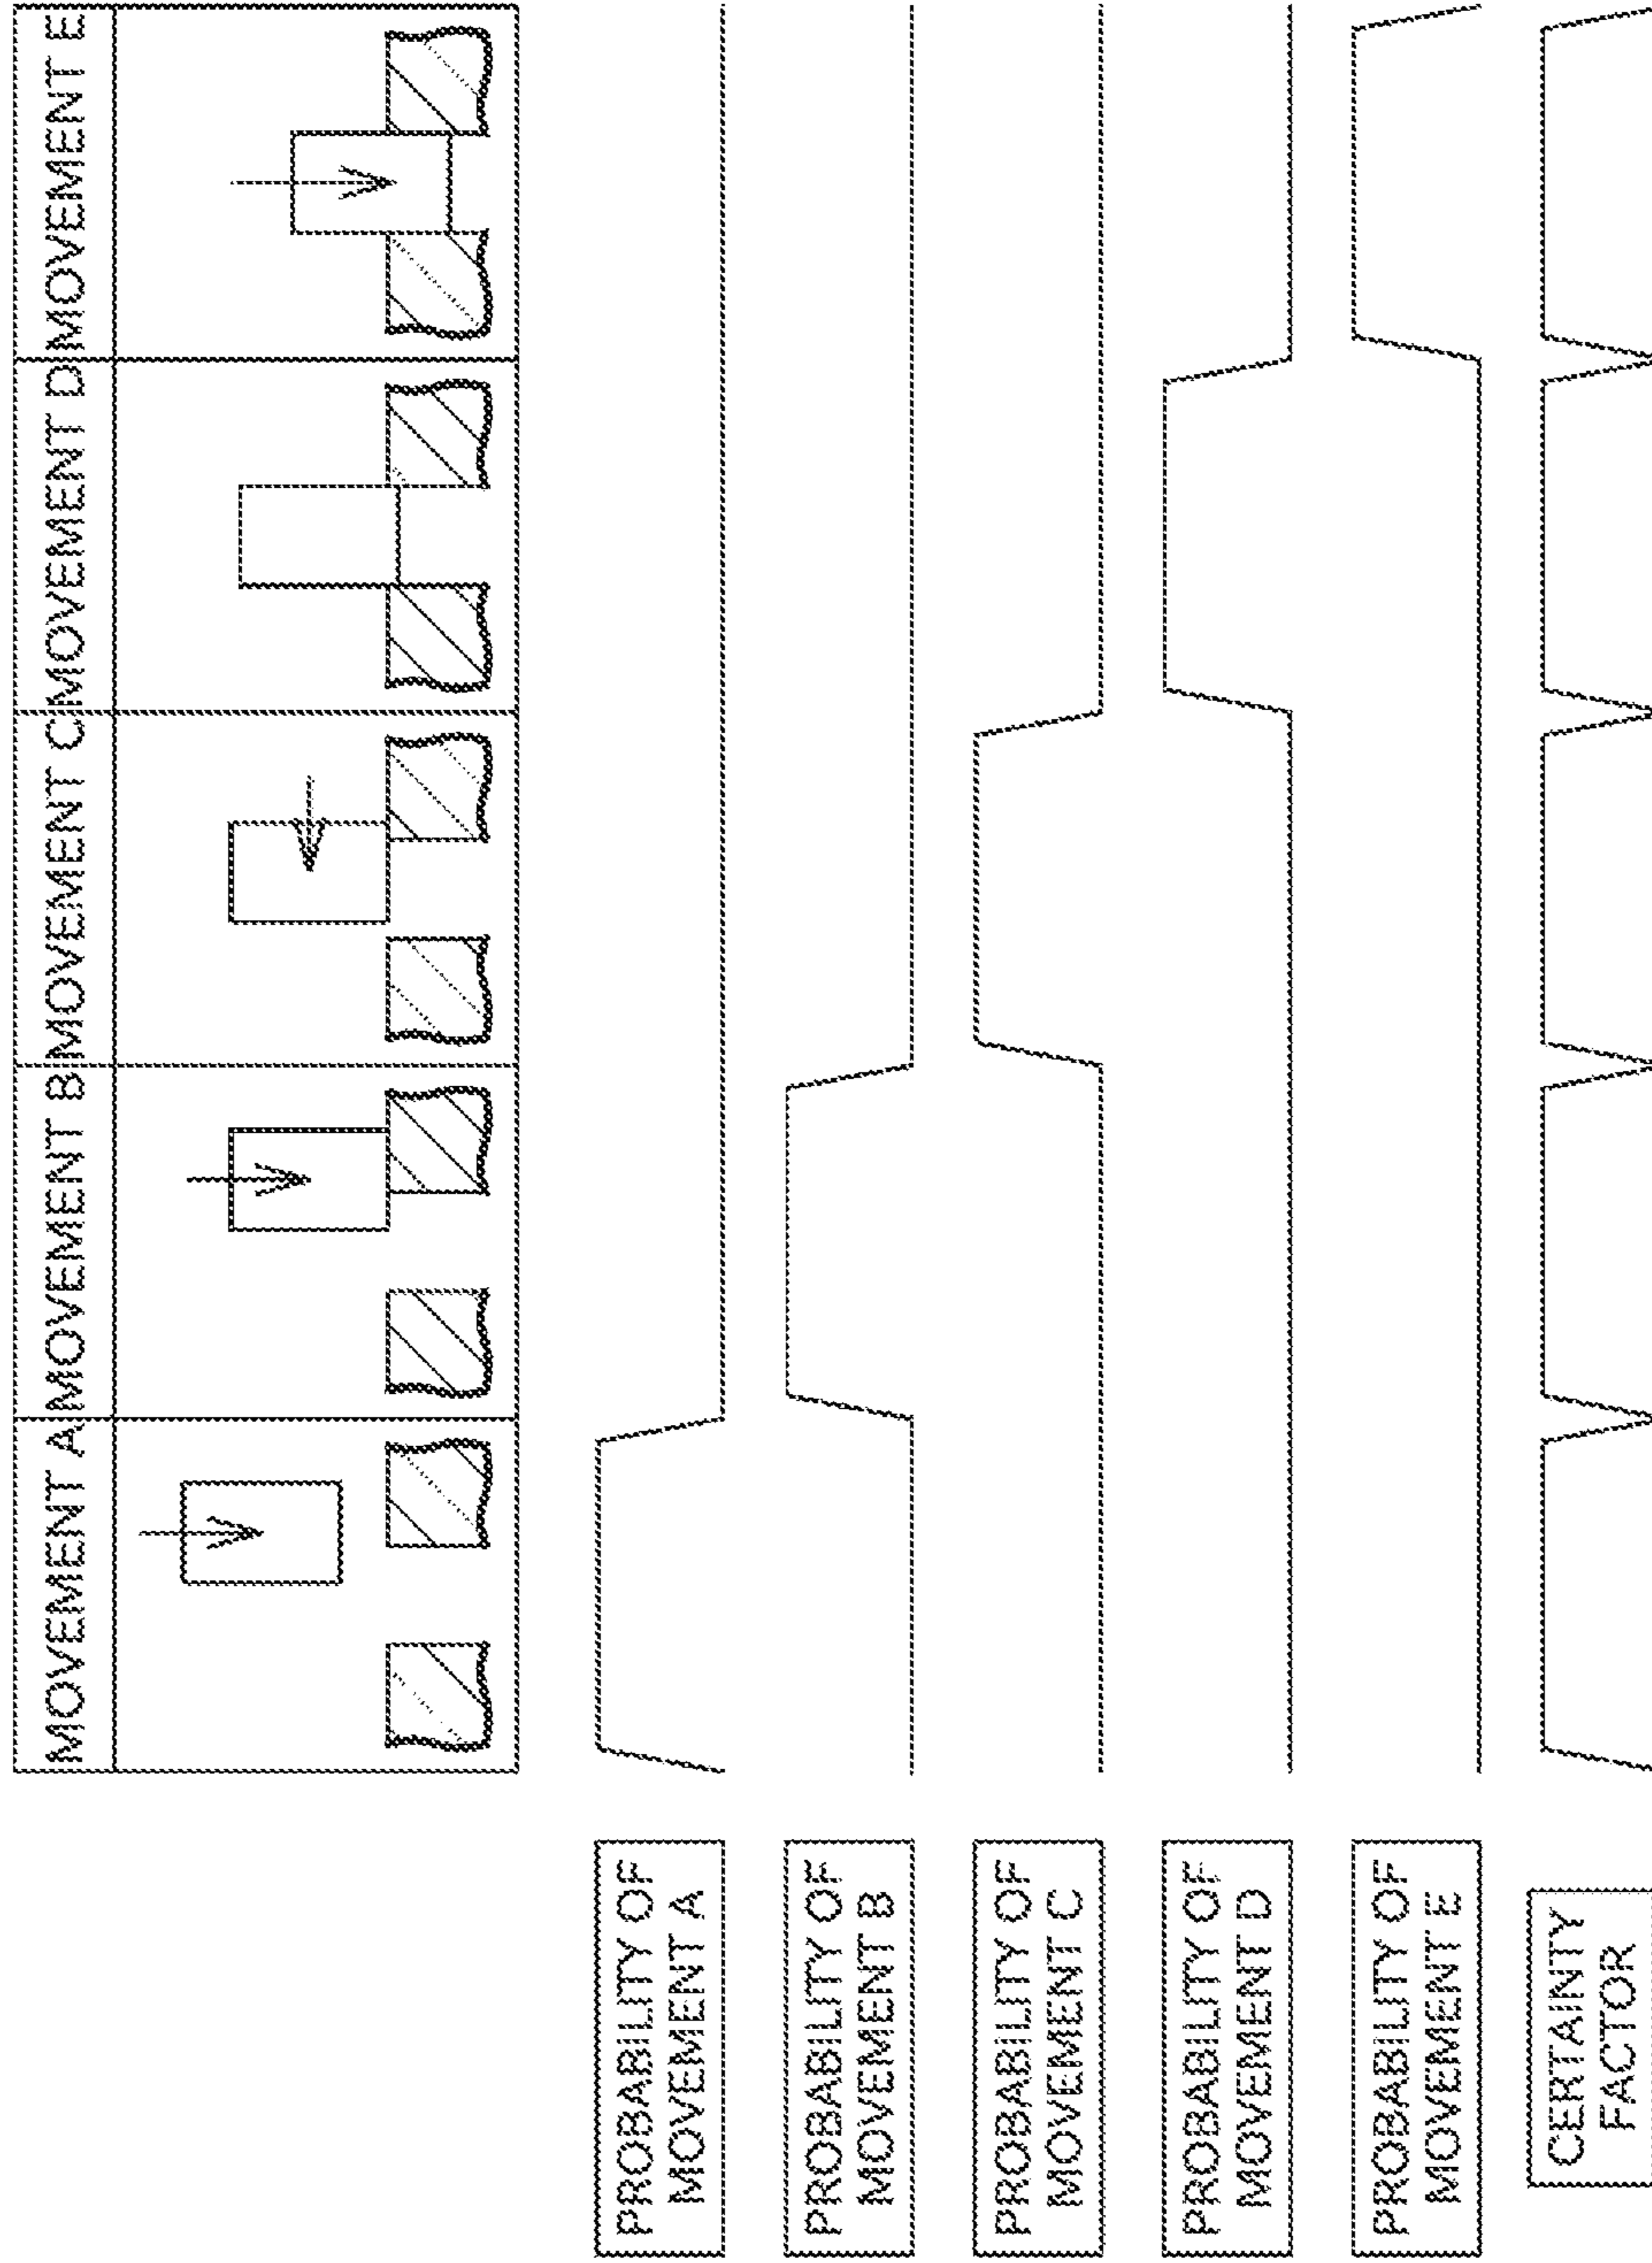 MOVEMENT A
MOVEMENT B
MOVEMENT C
MOVEMENT D
MOVEMENT E
PROBABILITY OF
MOVEMENT A
PROBABILITY OF
MOVEMENT B
PROBABILITY OF
MOVEMENT C
PROBABILITY OF
MOVEMENT D
PROBABILITY OF
MOVEMENT E
CERTAINTY
FACTOR